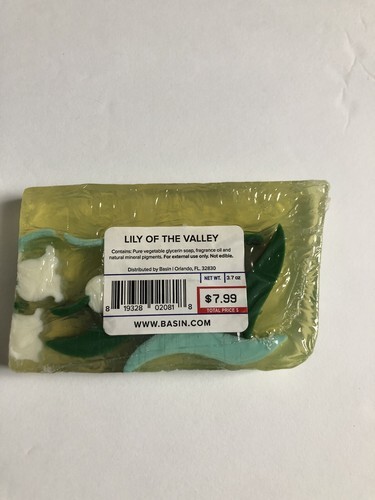 LILY OF THE VALLEY
Contains: Pure vegetable glycerin soap, fragrance oil and
natural mineral pigments. For external use only. Not edible.
Distributed by Basin | Orlando, FL. 32830
NET WT. 3.7 oz
8 19328 02081 8
$7.99
TOTAL PRICE $
WWW.BASIN.COM